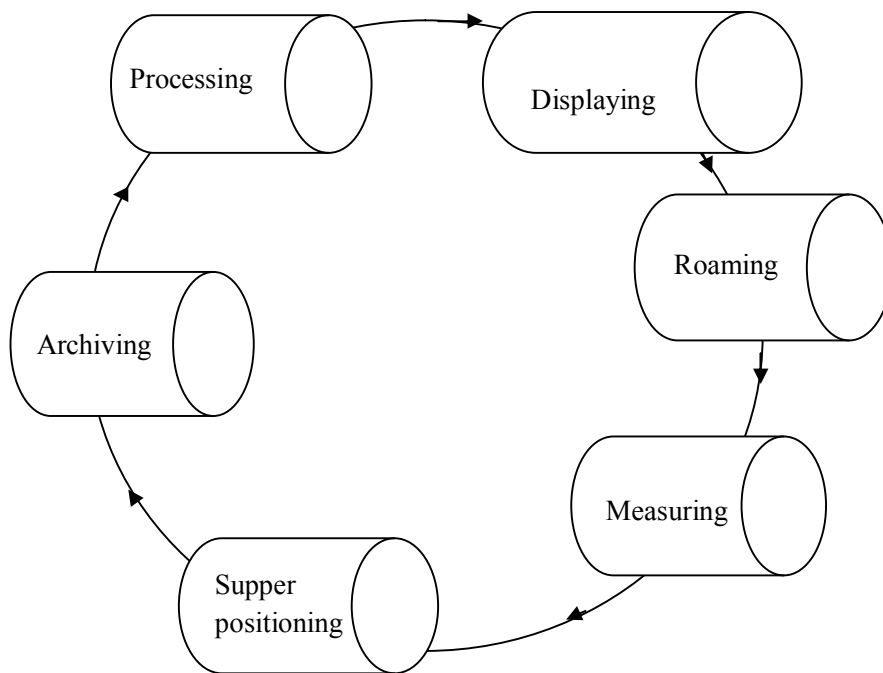 Processing
Displaying
Roaming
Measuring
Supper
positioning
Archiving